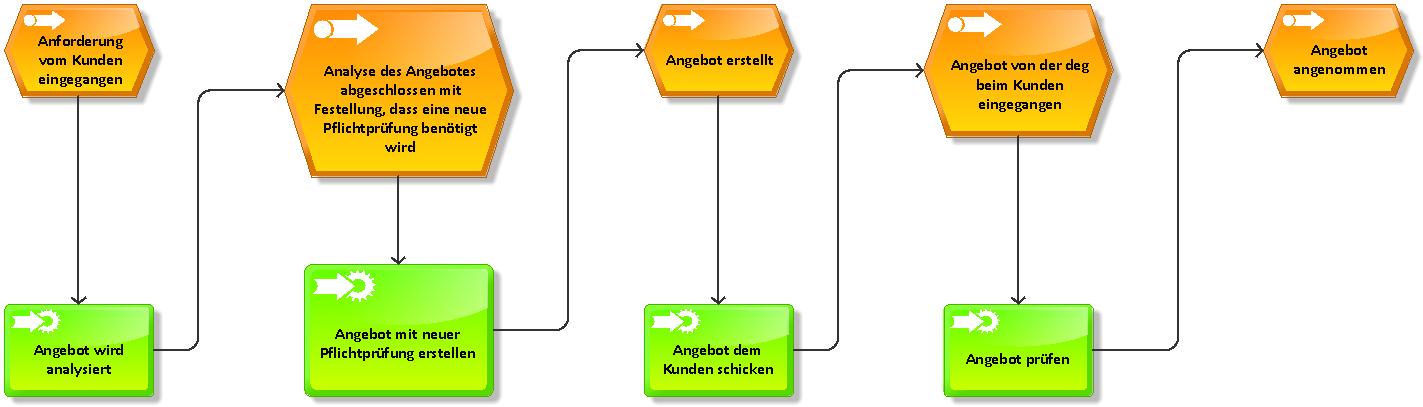 Anforderung
vom Kunden
eingegangen
Angebot wird
analysiert
Analyse des Angebotes
abgeschlossen mit
Festellung, dass eine neue
Pflichtprüfung benötigt
wird
Angebot mit neuer
Pflichtprüfung erstellen
Angebot erstellt
Angebot dem
Kunden schicken
Angebot von der deg
beim Kunden
eingegangen
Angebot prüfen
Angebot
angenommen